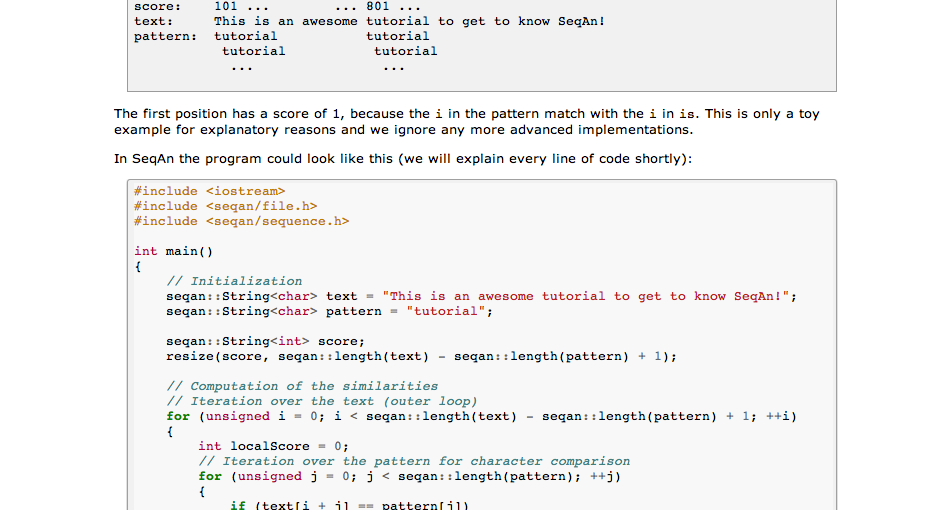 score:    101 ...        ... 801 ...
text:     This is an awesome tutorial to get to know SeqAn!
pattern:  tutorial           tutorial
           tutorial           tutorial
            ...                ...
The first position has a score of 1, because the i in the pattern match with the i in is. This is only a toy
example for explanatory reasons and we ignore any more advanced implementations.
In SeqAn the program could look like this (we will explain every line of code shortly):
#include <iostream>
#include <seqan/file.h>
#include <seqan/sequence.h>
int main()
{
    // Initialization
    seqan::String<char> text = "This is an awesome tutorial to get to know SeqAn!";
    seqan::String<char> pattern = "tutorial";
    seqan::String<int> score;
    resize(score, seqan::length(text) - seqan::length(pattern) + 1);
    // Computation of the similarities
    // Iteration over the text (outer loop)
    for (unsigned i = 0; i < seqan::length(text) - seqan::length(pattern) + 1; ++i)
    {
        int localScore = 0;
        // Iteration over the pattern for character comparison
        for (unsigned j = 0; j < seqan::length(pattern); ++j)
        {
            if (text[i + j] == pattern[j])